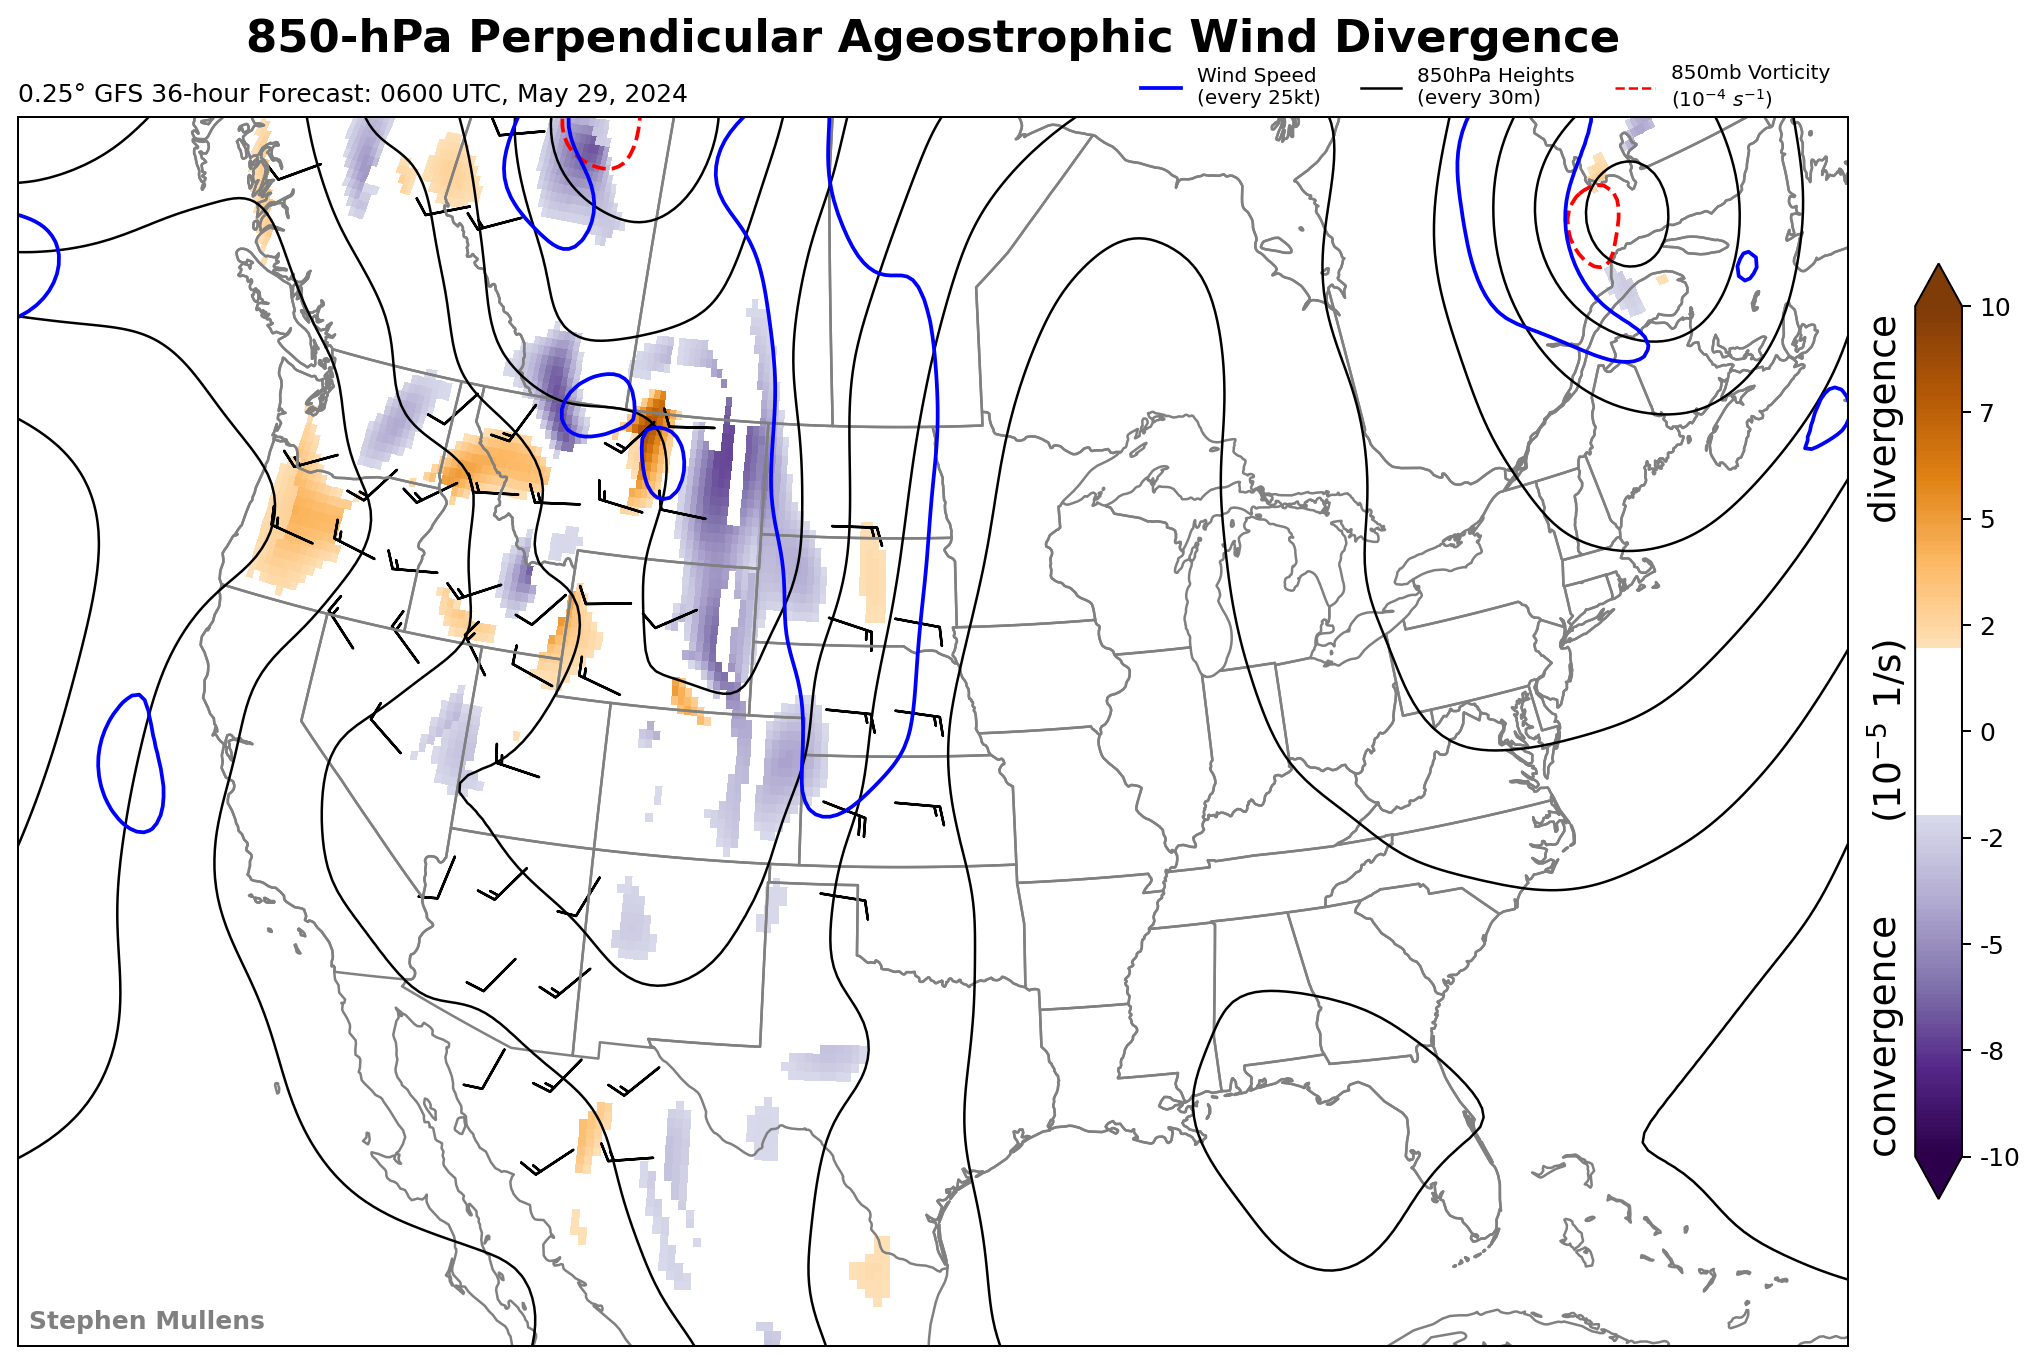 850-hPa Perpendicular Ageostrophic Wind Divergence
0.25° GFS 36-hour Forecast: 0600 UTC, May 29, 2024
Wind Speed
(every 25kt)
850hPa Heights
(every 30m)
850mb Vorticity
(10⁻⁴ s⁻¹)
10
7
5
2
0
-2
-5
-8
-10
convergence (10⁻⁵ 1/s) divergence
Stephen Mullens